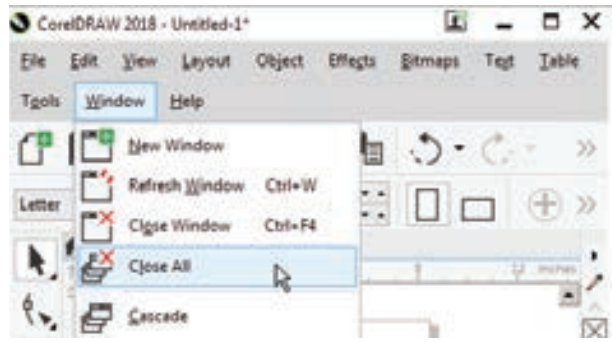 CorelDRAW 2018 - Untitled-1*
File Edit View Layout Object Effects Bitmaps Text Table
Tools Window Help
New Window
Letter
Refresh Window Ctrl+W
Close Window Ctrl+F4
Close All
inches
Cascade